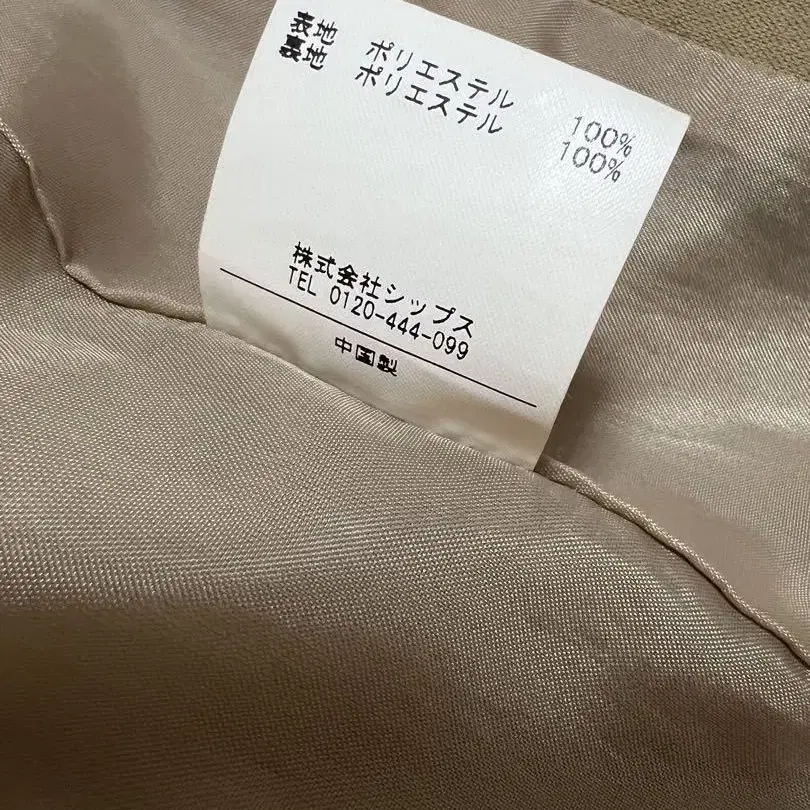 表地 ポリエステル 100%
裏地 ポリエステル 100%
株式会社シップス
TEL 0120-444-099
中国製